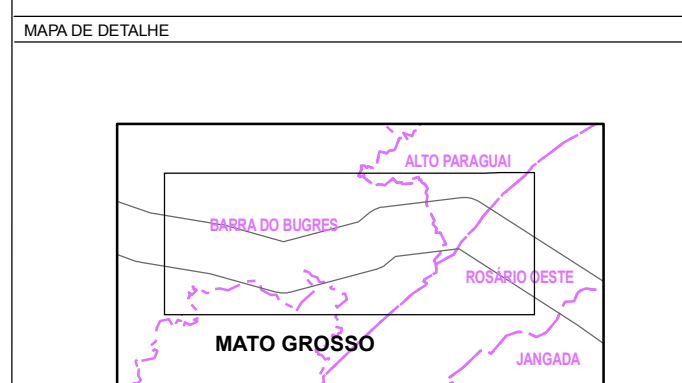 MAPA DE DETALHE
ALTO PARAGUAI
BARRA DO BUGRES
ROSÁRIO OESTE
MATO GROSSO
JANGADA